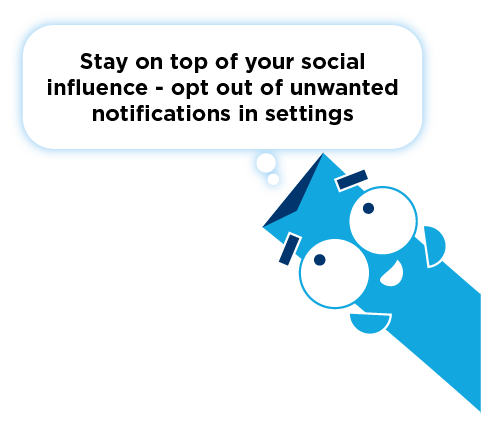 Stay on top of your social
influence - opt out of unwanted
notifications in settings